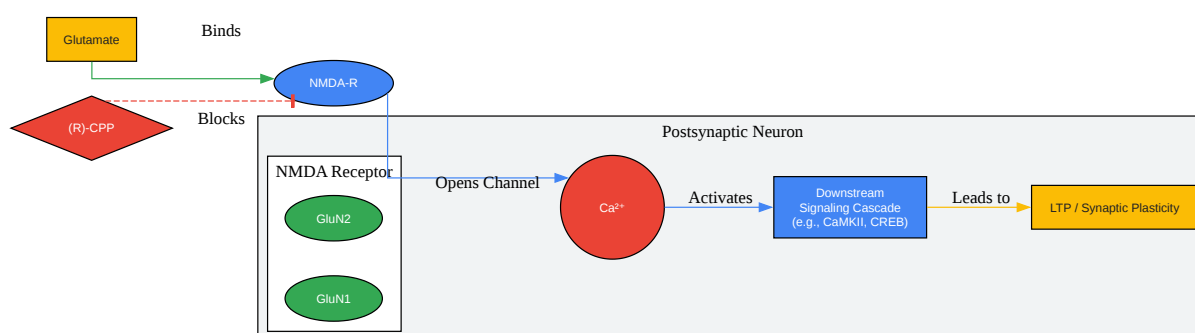 Binds
Glutamate
NMDA-R
(R)-CPP
Blocks
Postsynaptic Neuron
NMDA Receptor
Opens Channel
GluN2
GluN1
Ca²⁺
Activates
Downstream
Signaling Cascade
(e.g., CaMKII, CREB)
Leads to
LTP / Synaptic Plasticity